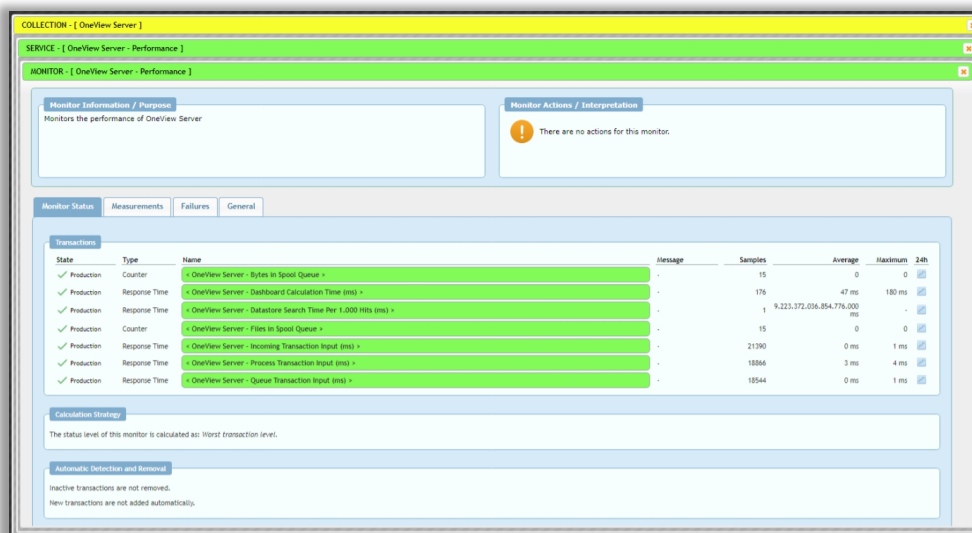 COLLECTION - [ OneView Server ]
SERVICE - [ OneView Server - Performance ]
MONITOR - [ OneView Server - Performance ]
Monitor Information / Purpose
Monitors the performance of OneView Server
Monitor Actions / Interpretation
There are no actions for this monitor.
Monitor Status Measurements Failures General
Transactions
State Type Name Message Samples Average Maximum 24h
Production Counter < OneView Server - Bytes in Spool Queue > - 15 0 0
Production Response Time < OneView Server - Dashboard Calculation Time (ms) > - 176 47 ms 180 ms
Production Response Time < OneView Server - Datastore Search Time Per 1.000 Hits (ms) > - 1 9.223.372.036.854.776.000 ms -
Production Counter < OneView Server - Files in Spool Queue > - 15 0 0
Production Response Time < OneView Server - Incoming Transaction Input (ms) > - 21390 0 ms 1 ms
Production Response Time < OneView Server - Process Transaction Input (ms) > - 18866 3 ms 4 ms
Production Response Time < OneView Server - Queue Transaction Input (ms) > - 18544 0 ms 1 ms
Calculation Strategy
The status level of this monitor is calculated as: Worst transaction level.
Automatic Detection and Removal
Inactive transactions are not removed.
New transactions are not added automatically.